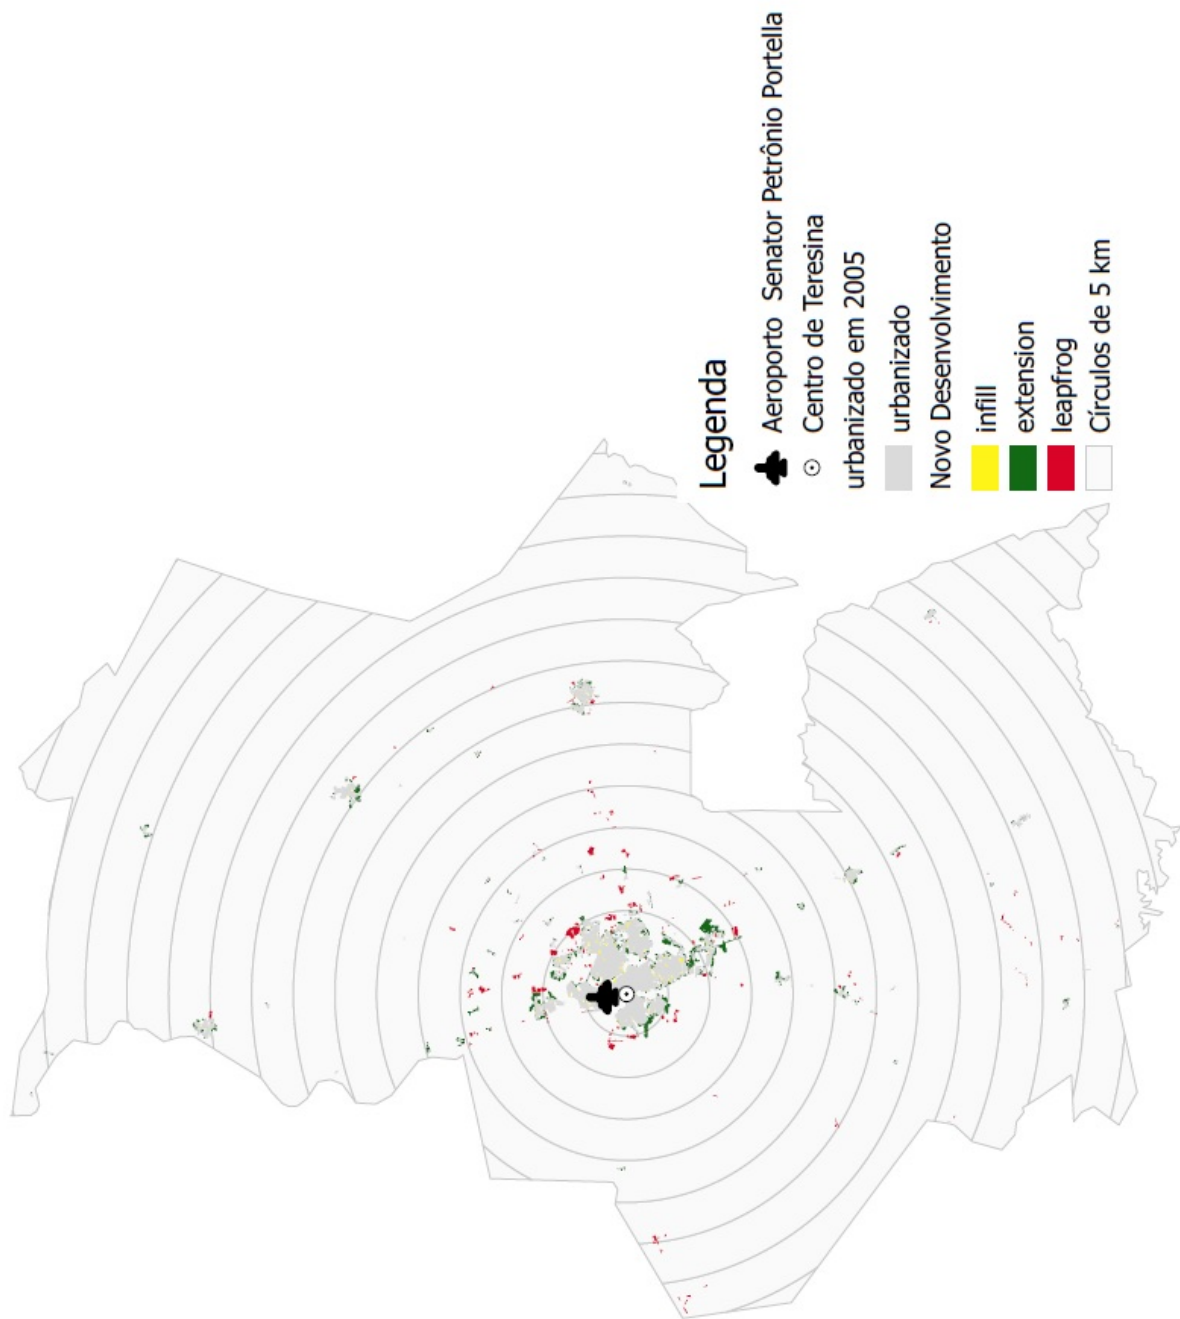 Legenda
Aeroporto Senator Petrônio Portella
Centro de Teresina
urbanizado em 2005
urbanizado
Novo Desenvolvimento
infill
extension
leapfrog
Círculos de 5 km